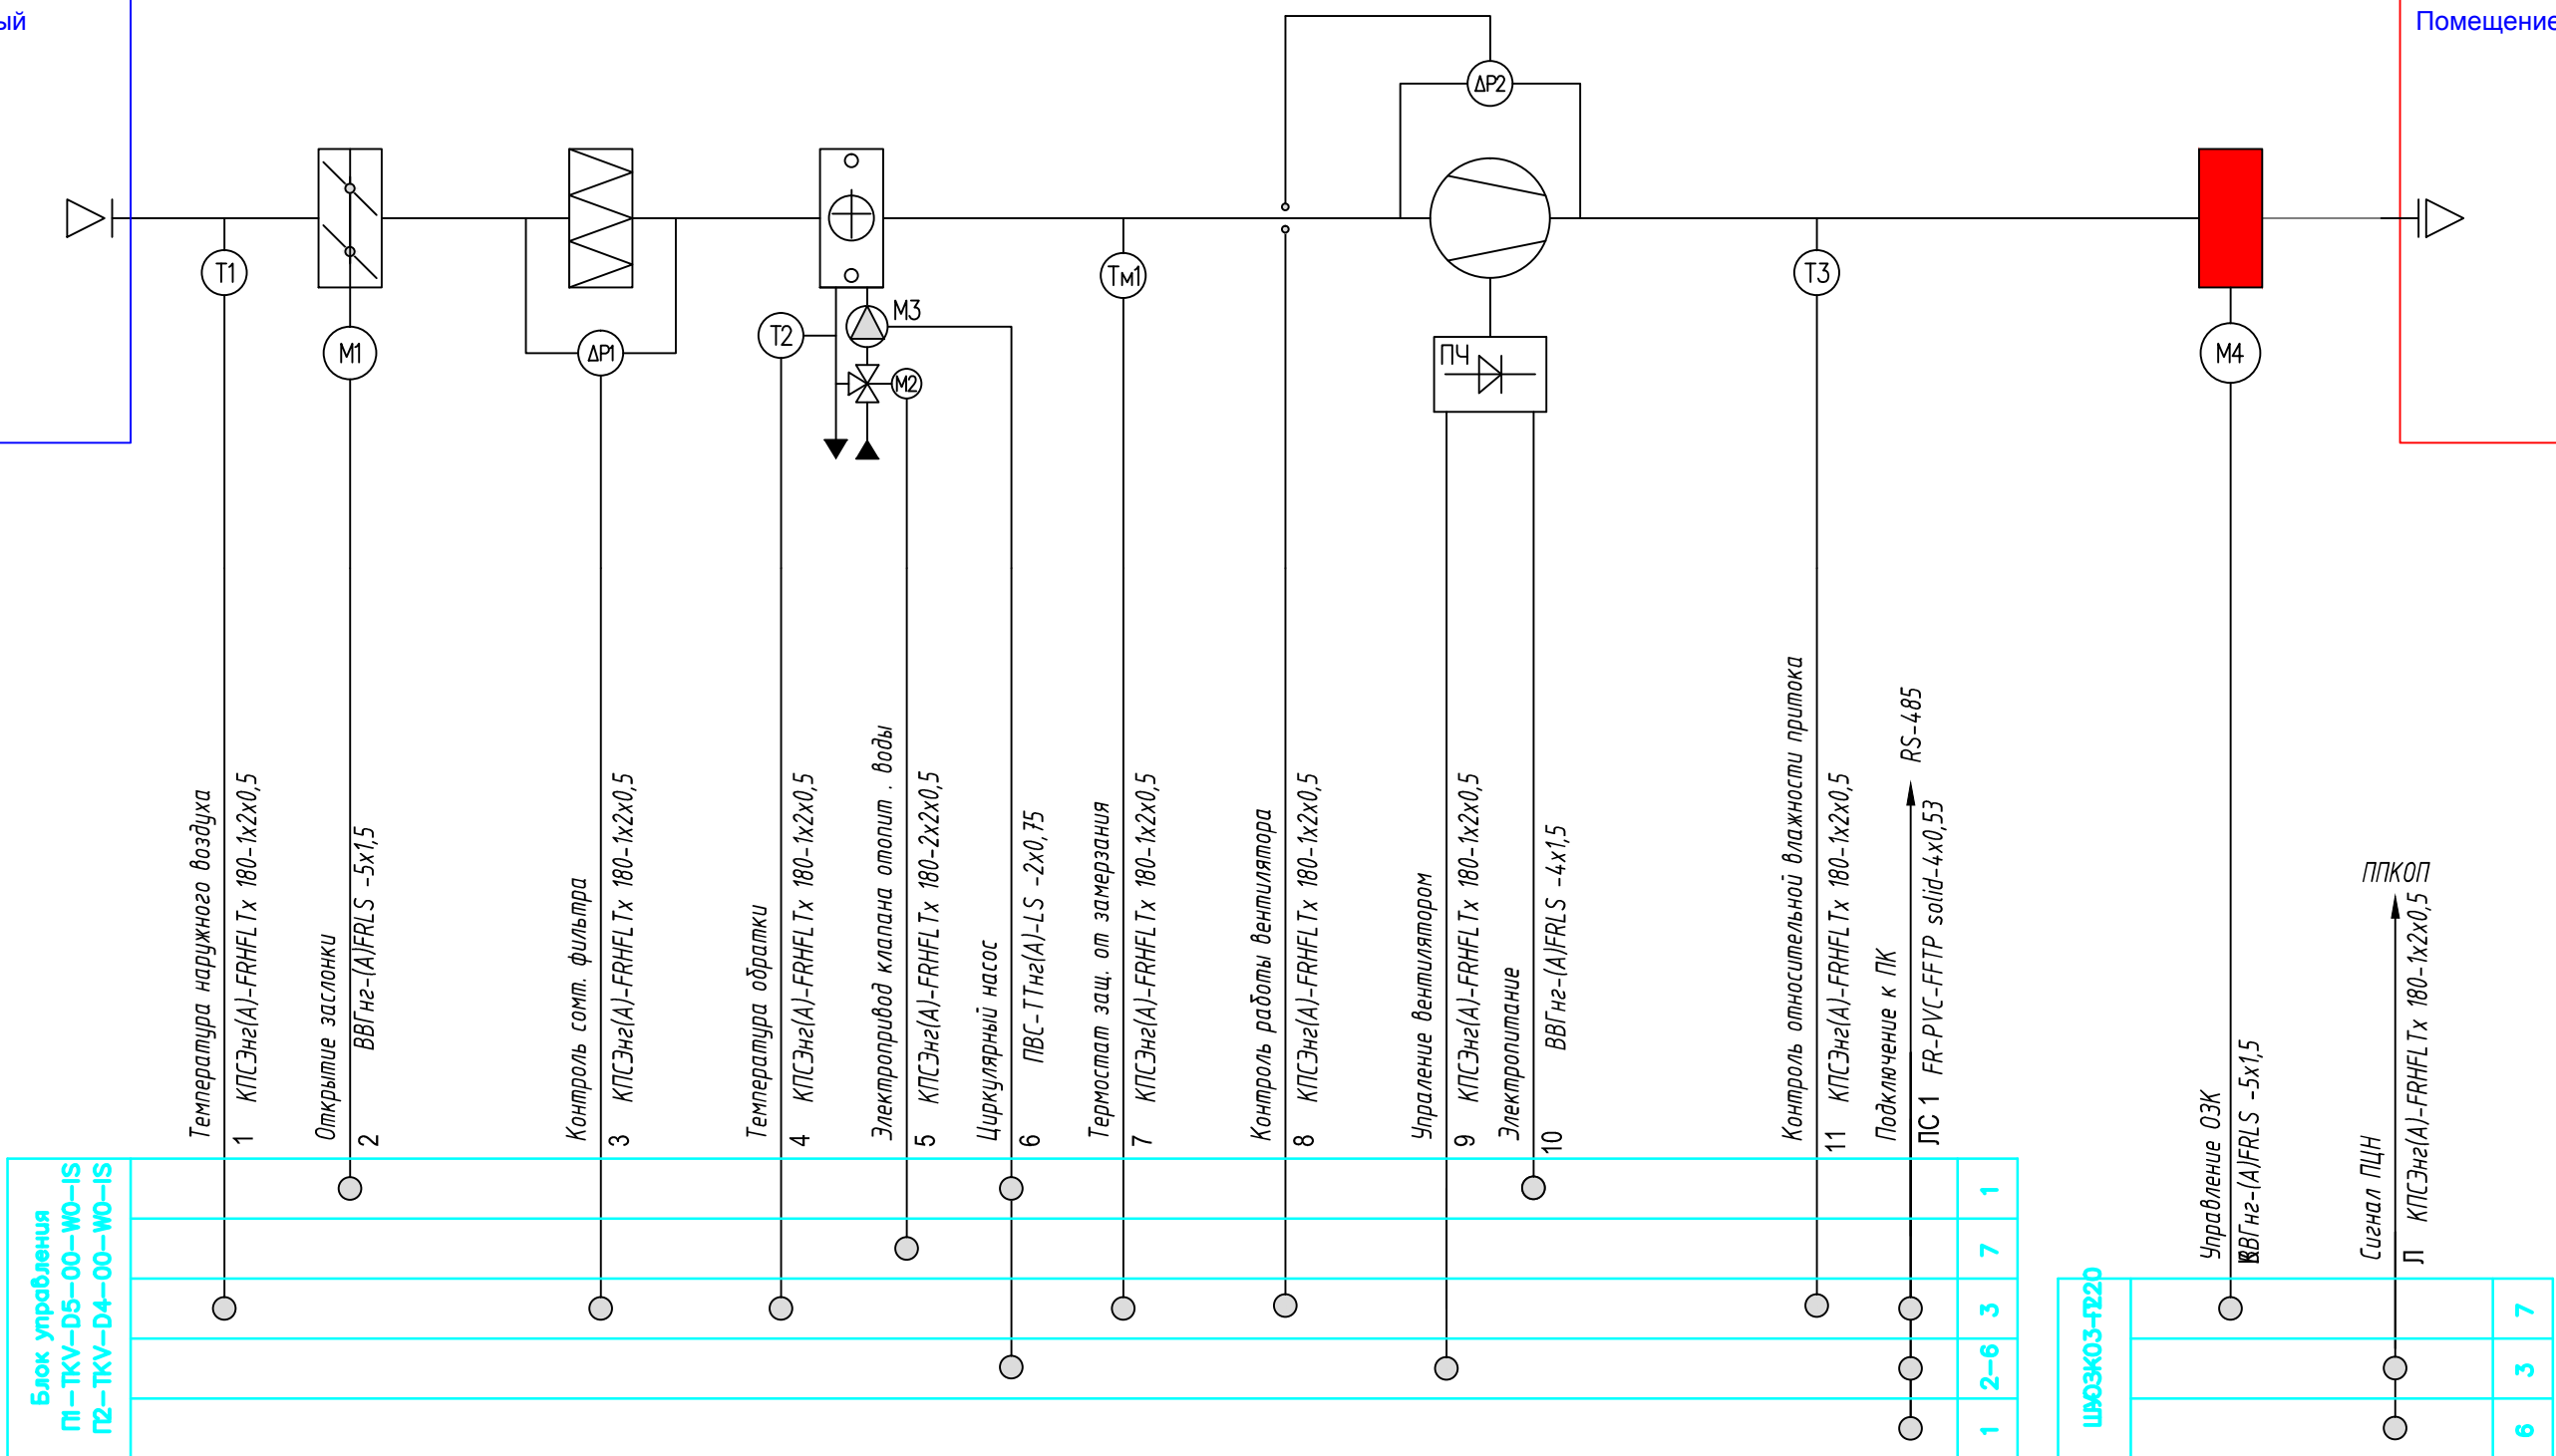 ый
Помещение
ΔP2
T1
M1
ΔP1
T2
M3
M2
Tм1
ПЧ
T3
M4
Температура наружного воздуха
1 КПСЭнг(А)-FRHFLTx 180-1x2x0,5
Открытие заслонки
2 ВВГнг-(А)FRLS -5x1,5
Контроль сомт. фильтра
3 КПСЭнг(А)-FRHFLTx 180-1x2x0,5
Температура обратки
4 КПСЭнг(А)-FRHFLTx 180-1x2x0,5
Электропривод клапана отопит . воды
5 КПСЭнг(А)-FRHFLTx 180-2x2x0,5
Циркулярный насос
6 ПВС-ТТнг(А)-LS -2x0,75
Термостат защ. от замерзания
7 КПСЭнг(А)-FRHFLTx 180-1x2x0,5
Контроль работы вентилятора
8 КПСЭнг(А)-FRHFLTx 180-1x2x0,5
Упраление вентилятором
9 КПСЭнг(А)-FRHFLTx 180-1x2x0,5
Электропитание
10 ВВГнг-(А)FRLS -4x1,5
Контроль относительной влажности притока
11 КПСЭнг(А)-FRHFLTx 180-1x2x0,5
Подключение к ПК
ЛС 1 FR-PVC-FFTP solid-4x0,53
RS-485
Управление ОЗК
ВВГнг-(А)FRLS -5x1,5
Сигнал ПЦН
Л КПСЭнг(А)-FRHFLTx 180-1x2x0,5
ППКОП
Блок управления
П1-TKV-D5-00-W0-IS
П2-TKV-D4-00-W0-IS
1
7
3
2-6
1
7
3
6